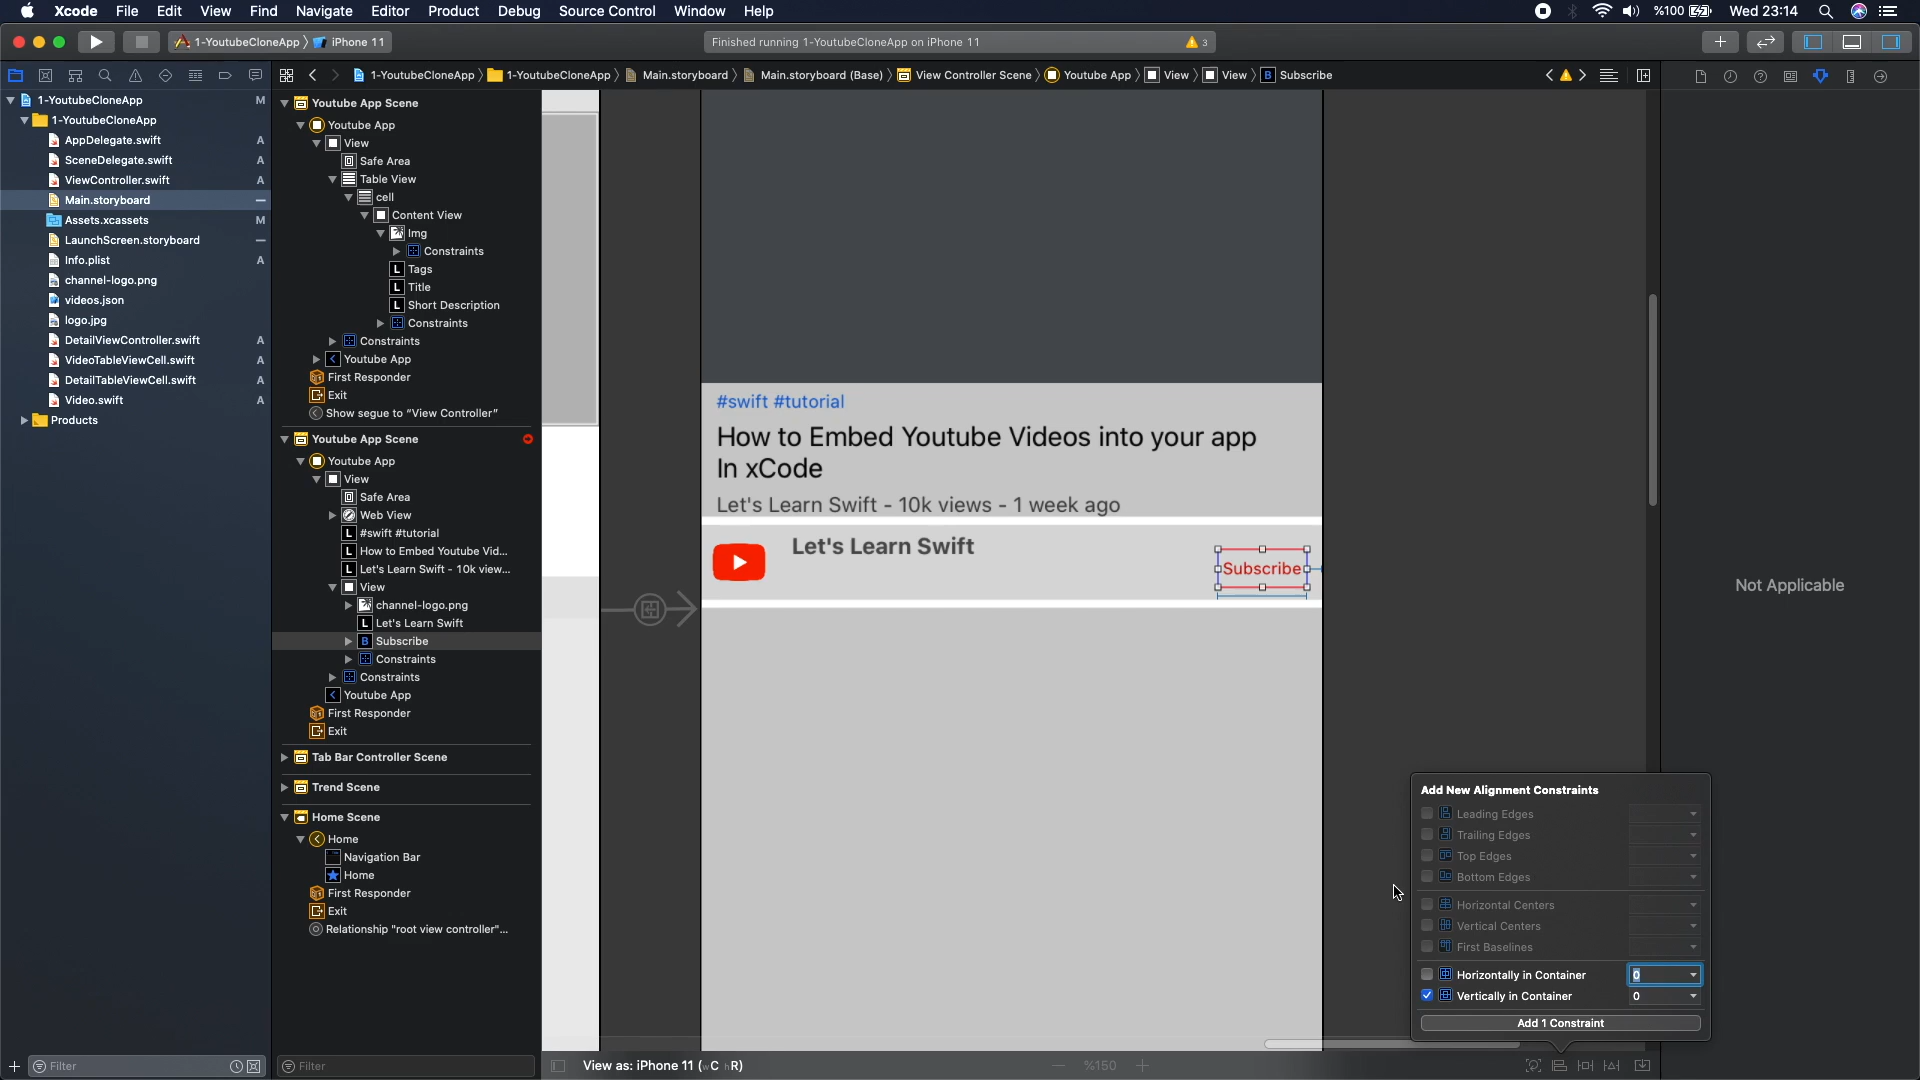 Xcode File Edit View Find Navigate Editor Product Debug Source Control Window Help %100 Wed 23:14
1-YoutubeCloneApp iPhone 11 Finished running 1-YoutubeCloneApp on iPhone 11 3
1-YoutubeCloneApp 1-YoutubeCloneApp Main.storyboard Main.storyboard (Base) View Controller Scene Youtube App View View B Subscribe
1-YoutubeCloneApp M
1-YoutubeCloneApp
AppDelegate.swift A
SceneDelegate.swift A
ViewController.swift A
Main.storyboard
Assets.xcassets M
LaunchScreen.storyboard
Info.plist A
channel-logo.png
videos.json
logo.jpg
DetailViewController.swift A
VideoTableViewCell.swift A
DetailTableViewCell.swift A
Video.swift A
Products
Filter
Youtube App Scene
Youtube App
View
Safe Area
Table View
cell
Content View
Img
Constraints
L Tags
L Title
L Short Description
Constraints
Constraints
Youtube App
First Responder
Exit
Show segue to “View Controller”
Youtube App Scene
Youtube App
View
Safe Area
Web View
L #swift #tutorial
L How to Embed Youtube Vid...
L Let's Learn Swift - 10k view...
View
channel-logo.png
L Let's Learn Swift
B Subscribe
Constraints
Constraints
Youtube App
First Responder
Exit
Tab Bar Controller Scene
Trend Scene
Home Scene
Home
Navigation Bar
Home
First Responder
Exit
Relationship "root view controller"...
Filter
#swift #tutorial
How to Embed Youtube Videos into your app
In xCode
Let's Learn Swift - 10k views - 1 week ago
Let's Learn Swift
Subscribe
View as: iPhone 11 (wC hR)
%150
Not Applicable
Add New Alignment Constraints
Leading Edges
Trailing Edges
Top Edges
Bottom Edges
Horizontal Centers
Vertical Centers
First Baselines
Horizontally in Container 0
Vertically in Container 0
Add 1 Constraint